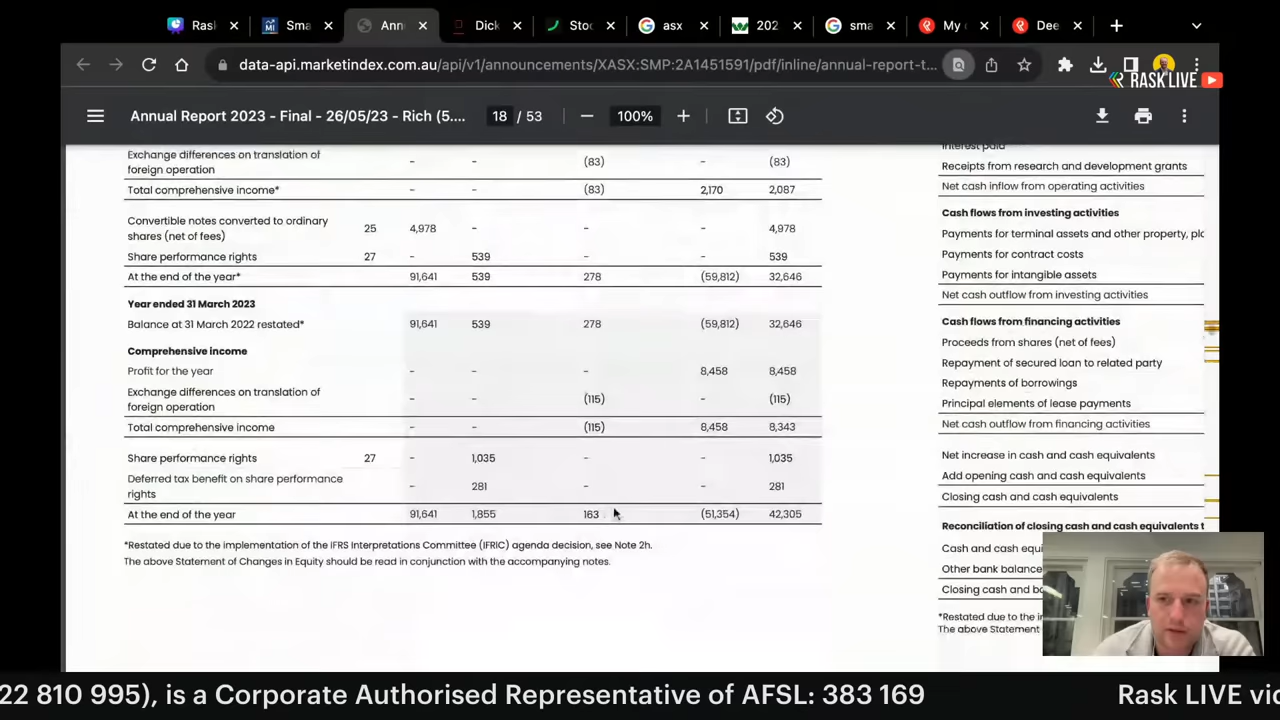 Rask
Sma
Ann
Dick
Stoc
asx
202
sma
My
Dee
data-api.marketindex.com.au/api/v1/announcements/XASX:SMP:2A1451591/pdf/inline/annual-report-t...
RASK LIVE
Annual Report 2023 - Final - 26/05/23 - Rich (5.... 18 / 53 100%
Exchange differences on translation of
foreign operation - - (83) - (83)
Total comprehensive income* - - (83) 2,170 2,087
Convertible notes converted to ordinary
shares (net of fees) 25 4,978 - - - 4,978
Share performance rights 27 - 539 - - 539
At the end of the year* 91,641 539 278 (59,812) 32,646
Year ended 31 March 2023
Balance at 31 March 2022 restated* 91,641 539 278 (59,812) 32,646
Comprehensive income
Profit for the year - - - 8,458 8,458
Exchange differences on translation of
foreign operation - - (115) - (115)
Total comprehensive income - - (115) 8,458 8,343
Share performance rights 27 - 1,035 - - 1,035
Deferred tax benefit on share performance
rights - 281 - - 281
At the end of the year 91,641 1,855 163 (51,354) 42,305
*Restated due to the implementation of the IFRS Interpretations Committee (IFRIC) agenda decision, see Note 2h.
The above Statement of Changes in Equity should be read in conjunction with the accompanying notes.
Interest paid
Receipts from research and development grants
Net cash inflow from operating activities
Cash flows from investing activities
Payments for terminal assets and other property, pla
Payments for contract costs
Payments for intangible assets
Net cash outflow from investing activities
Cash flows from financing activities
Proceeds from shares (net of fees)
Repayment of secured loan to related party
Repayments of borrowings
Principal elements of lease payments
Net cash outflow from financing activities
Net increase in cash and cash equivalents
Add opening cash and cash equivalents
Closing cash and cash equivalents
Reconciliation of closing cash and cash equivalents t
Cash and cash equi
Other bank balance
Closing cash and ba
*Restated due to the i
The above Statement
22 810 995), is a Corporate Authorised Representative of AFSL: 383 169 Rask LIVE vid